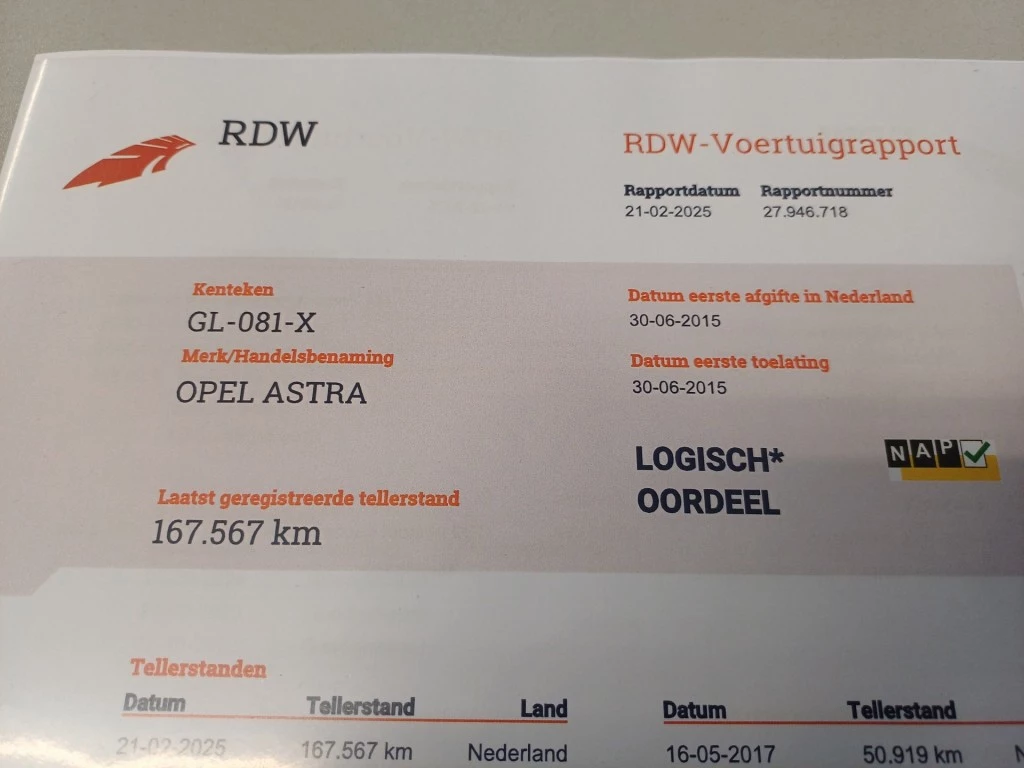 RDW
RDW-Voertuigrapport
Rapportdatum Rapportnummer
21-02-2025 27.946.718
Kenteken
GL-081-X
Merk/Handelsbenaming
OPEL ASTRA
Laatst geregistreerde tellerstand
167.567 km
Datum eerste afgifte in Nederland
30-06-2015
Datum eerste toelating
30-06-2015
LOGISCH*
OORDEEL
NAP
Tellerstanden
Datum Tellerstand Land Datum Tellerstand
21-02-2025 167.567 km Nederland 16-05-2017 50.919 km